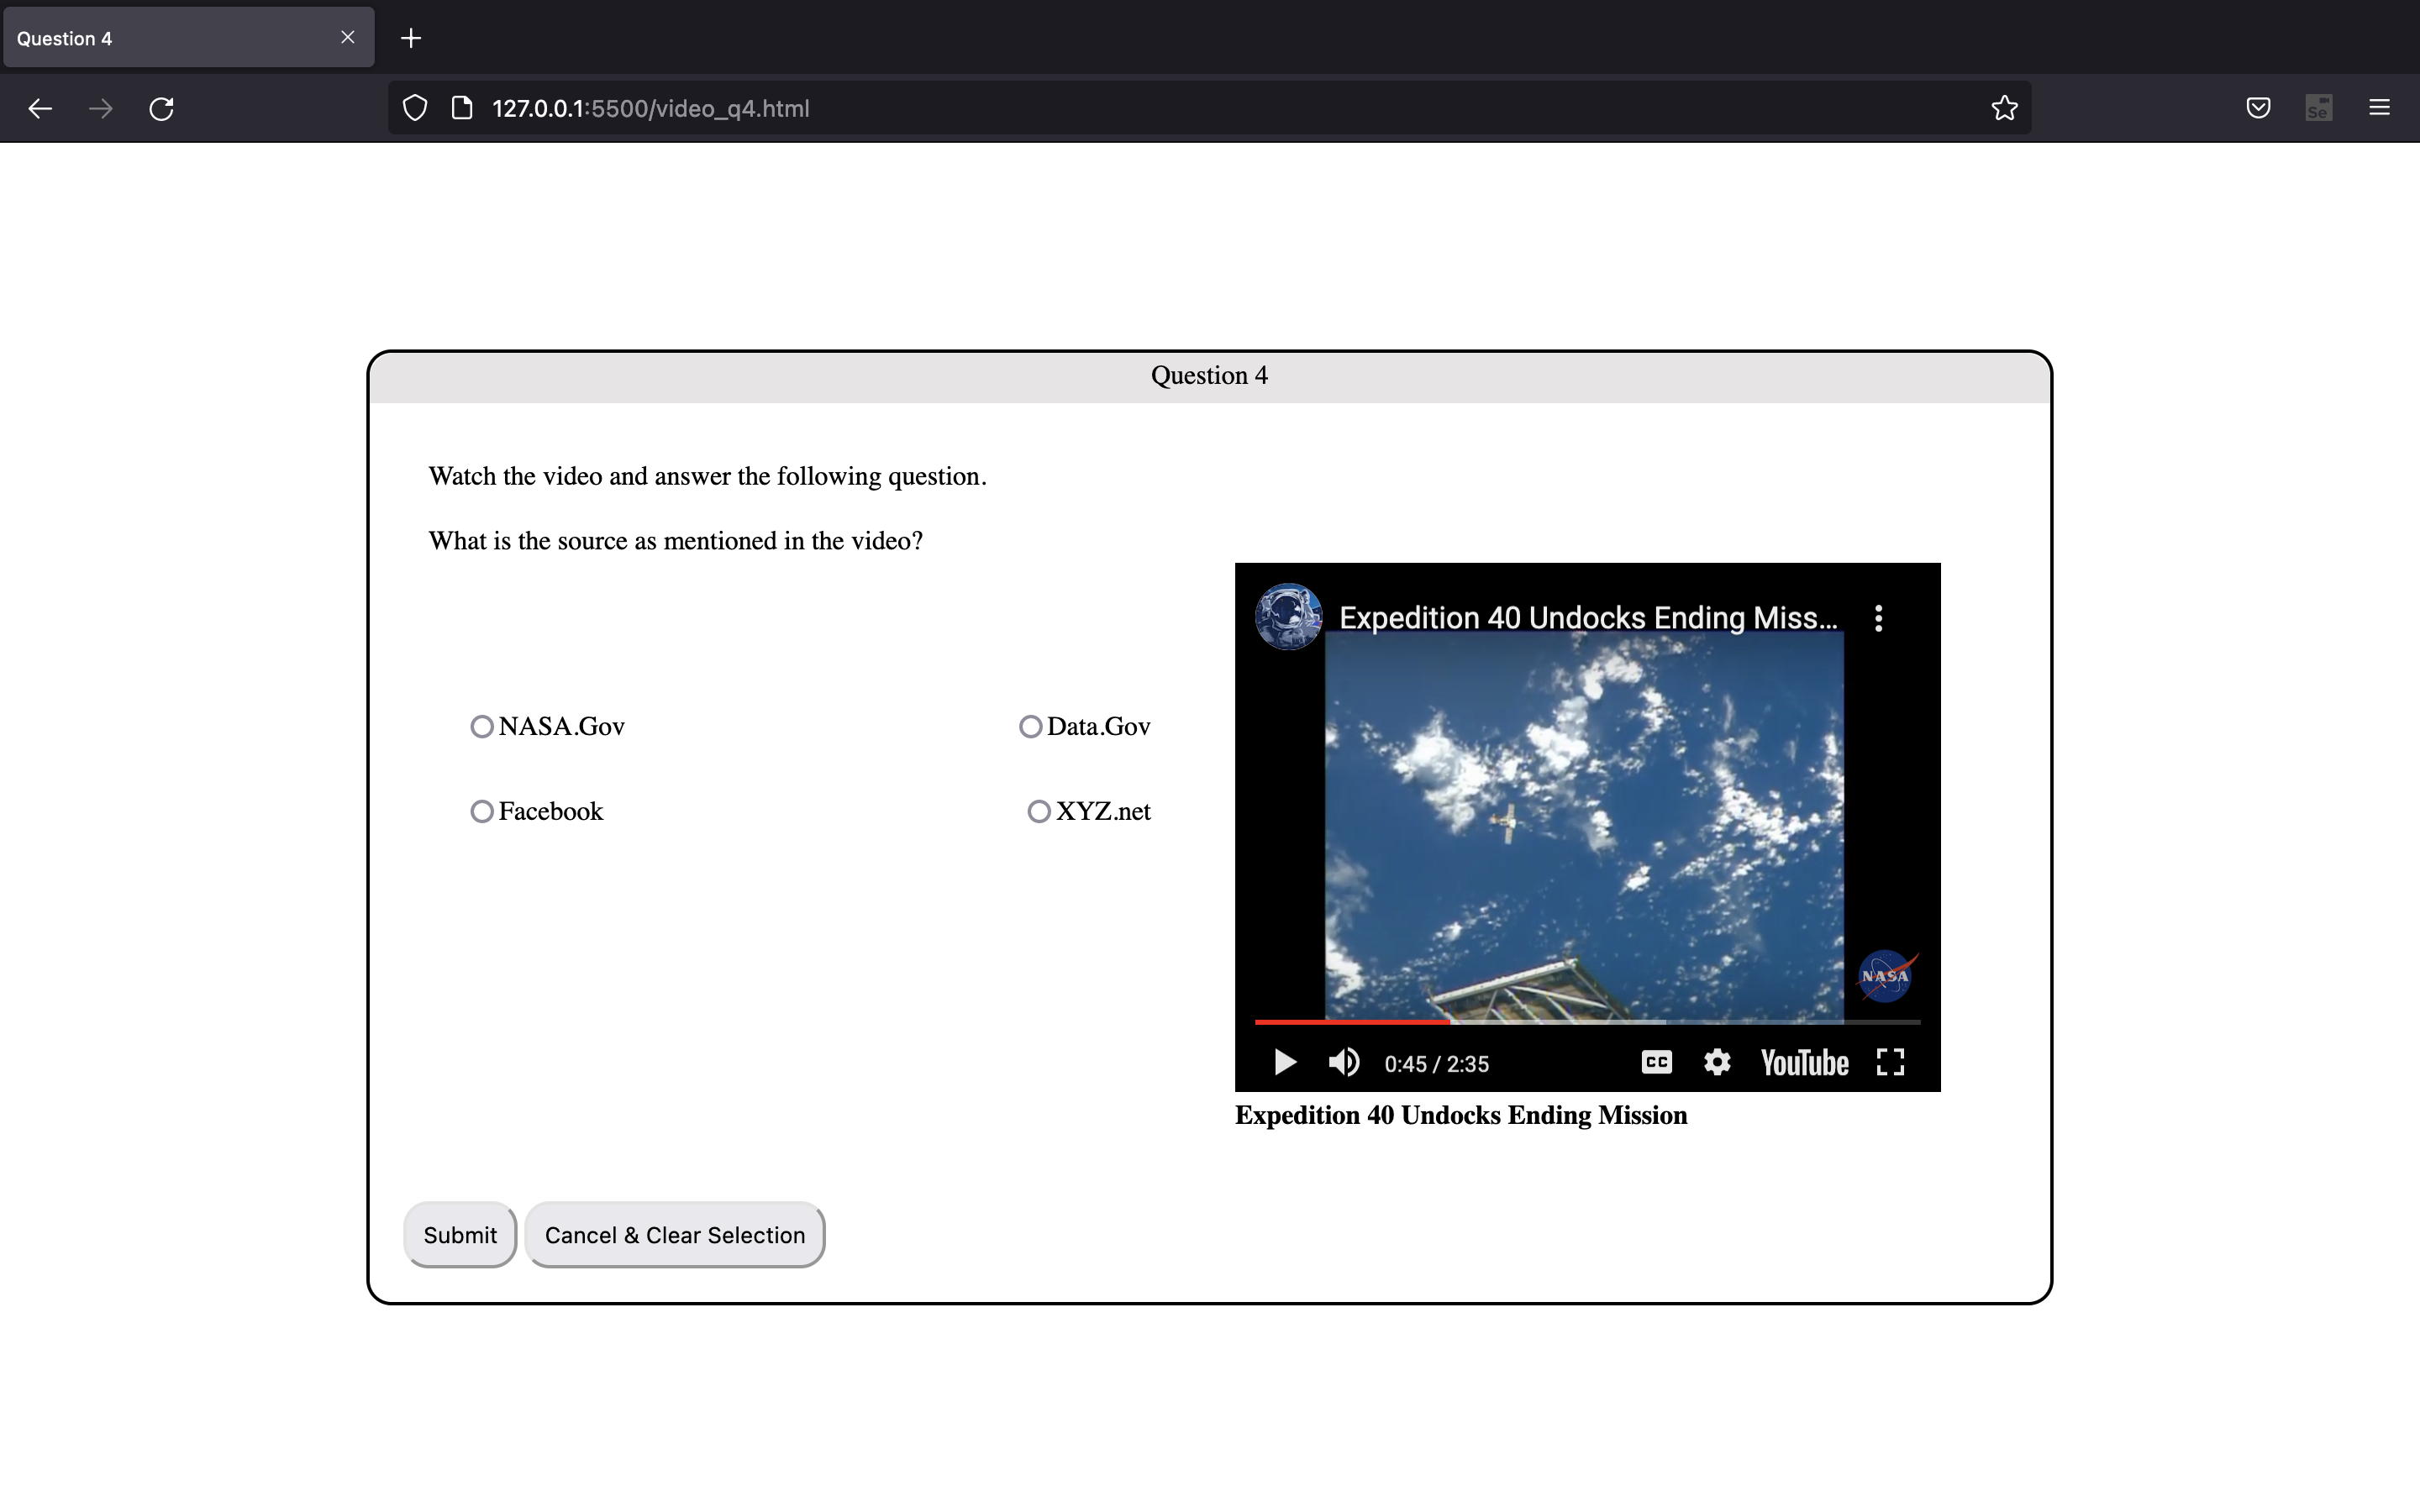 Question 4
127.0.0.1:5500/video_q4.html
Se
Question 4
Watch the video and answer the following question.
What is the source as mentioned in the video?
Expedition 40 Undocks Ending Miss...
NASA.Gov
Data.Gov
Facebook
XYZ.net
NASA
0:45 / 2:35
CC
YouTube
Expedition 40 Undocks Ending Mission
Submit
Cancel & Clear Selection